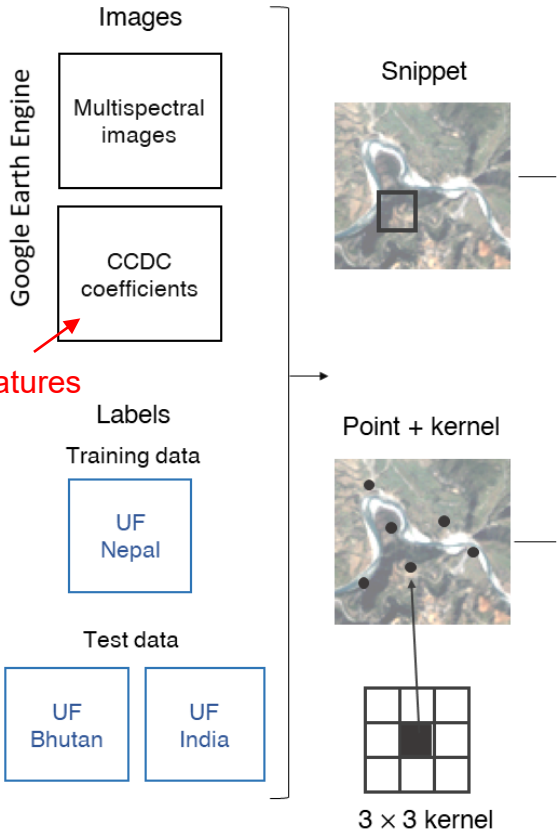 Images
Google Earth Engine
Multispectral
images
CCDC
coefficients
atures
Labels
Training data
UF
Nepal
Test data
UF
Bhutan
UF
India
Snippet
Point + kernel
3 × 3 kernel